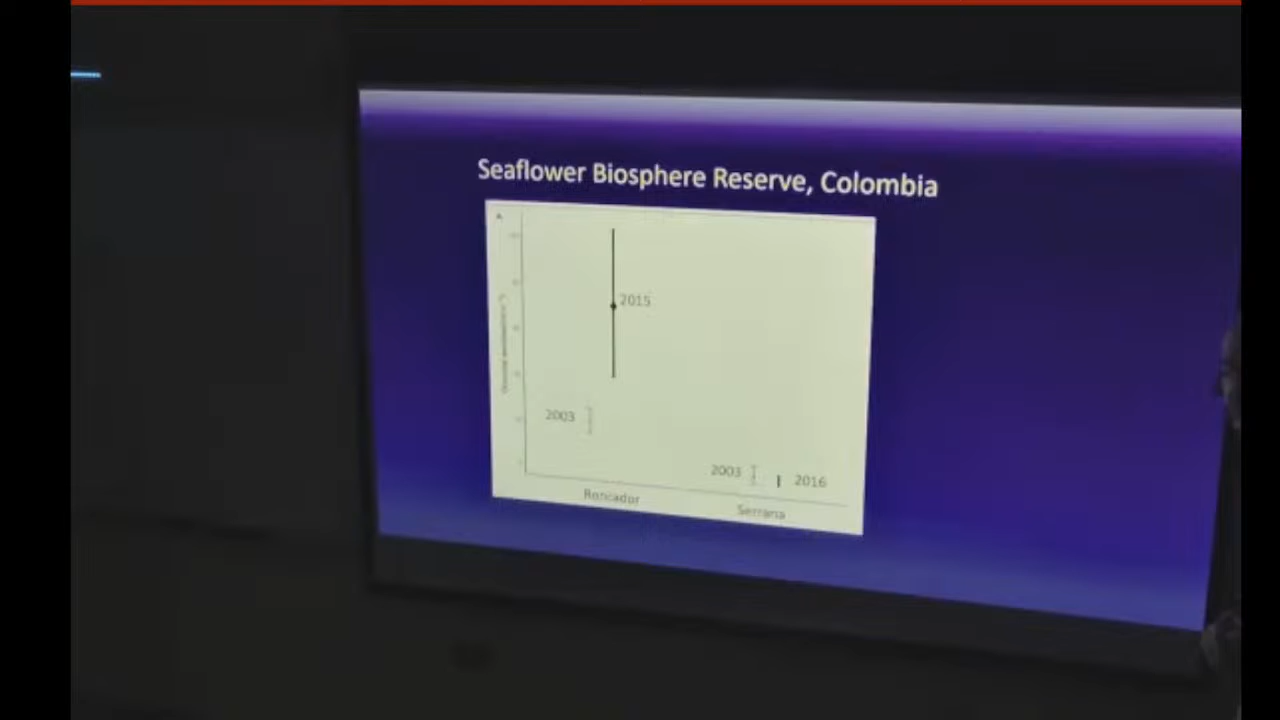 Seaflower Biosphere Reserve, Colombia
A
2015
2003
2003
2016
Roncador
Serrana